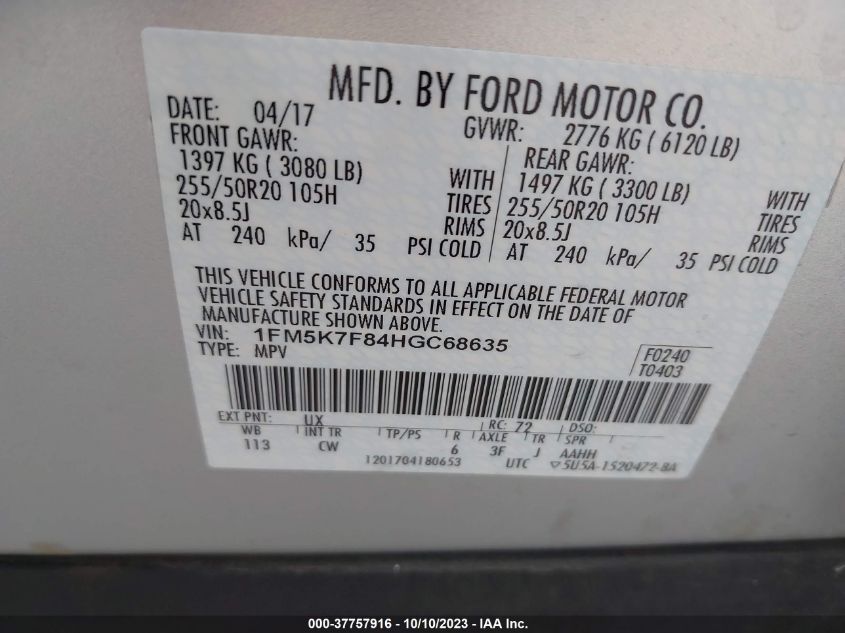 MFD. BY FORD MOTOR CO.
DATE: 04/17 GVWR: 2776 KG ( 6120 LB)
FRONT GAWR: REAR GAWR:
1397 KG ( 3080 LB) WITH 1497 KG ( 3300 LB) WITH
255/50R20 105H TIRES 255/50R20 105H TIRES
20x8.5J RIMS 20x8.5J RIMS
AT 240 kPa/ 35 PSI COLD AT 240 kPa/ 35 PSI COLD
THIS VEHICLE CONFORMS TO ALL APPLICABLE FEDERAL MOTOR
VEHICLE SAFETY STANDARDS IN EFFECT ON THE DATE OF
MANUFACTURE SHOWN ABOVE.
VIN: 1FM5K7F84HGC68635
TYPE: MPV
F0240
T0403
EXT PNT: UX RC: 72 DSO:
WB INT TR TP/PS R AXLE TR SPR
113 CW 6 3F J AAHH
1201704180653 UTC ▽5U5A-1520472-BA
000-37757916 - 10/10/2023 - IAA Inc.